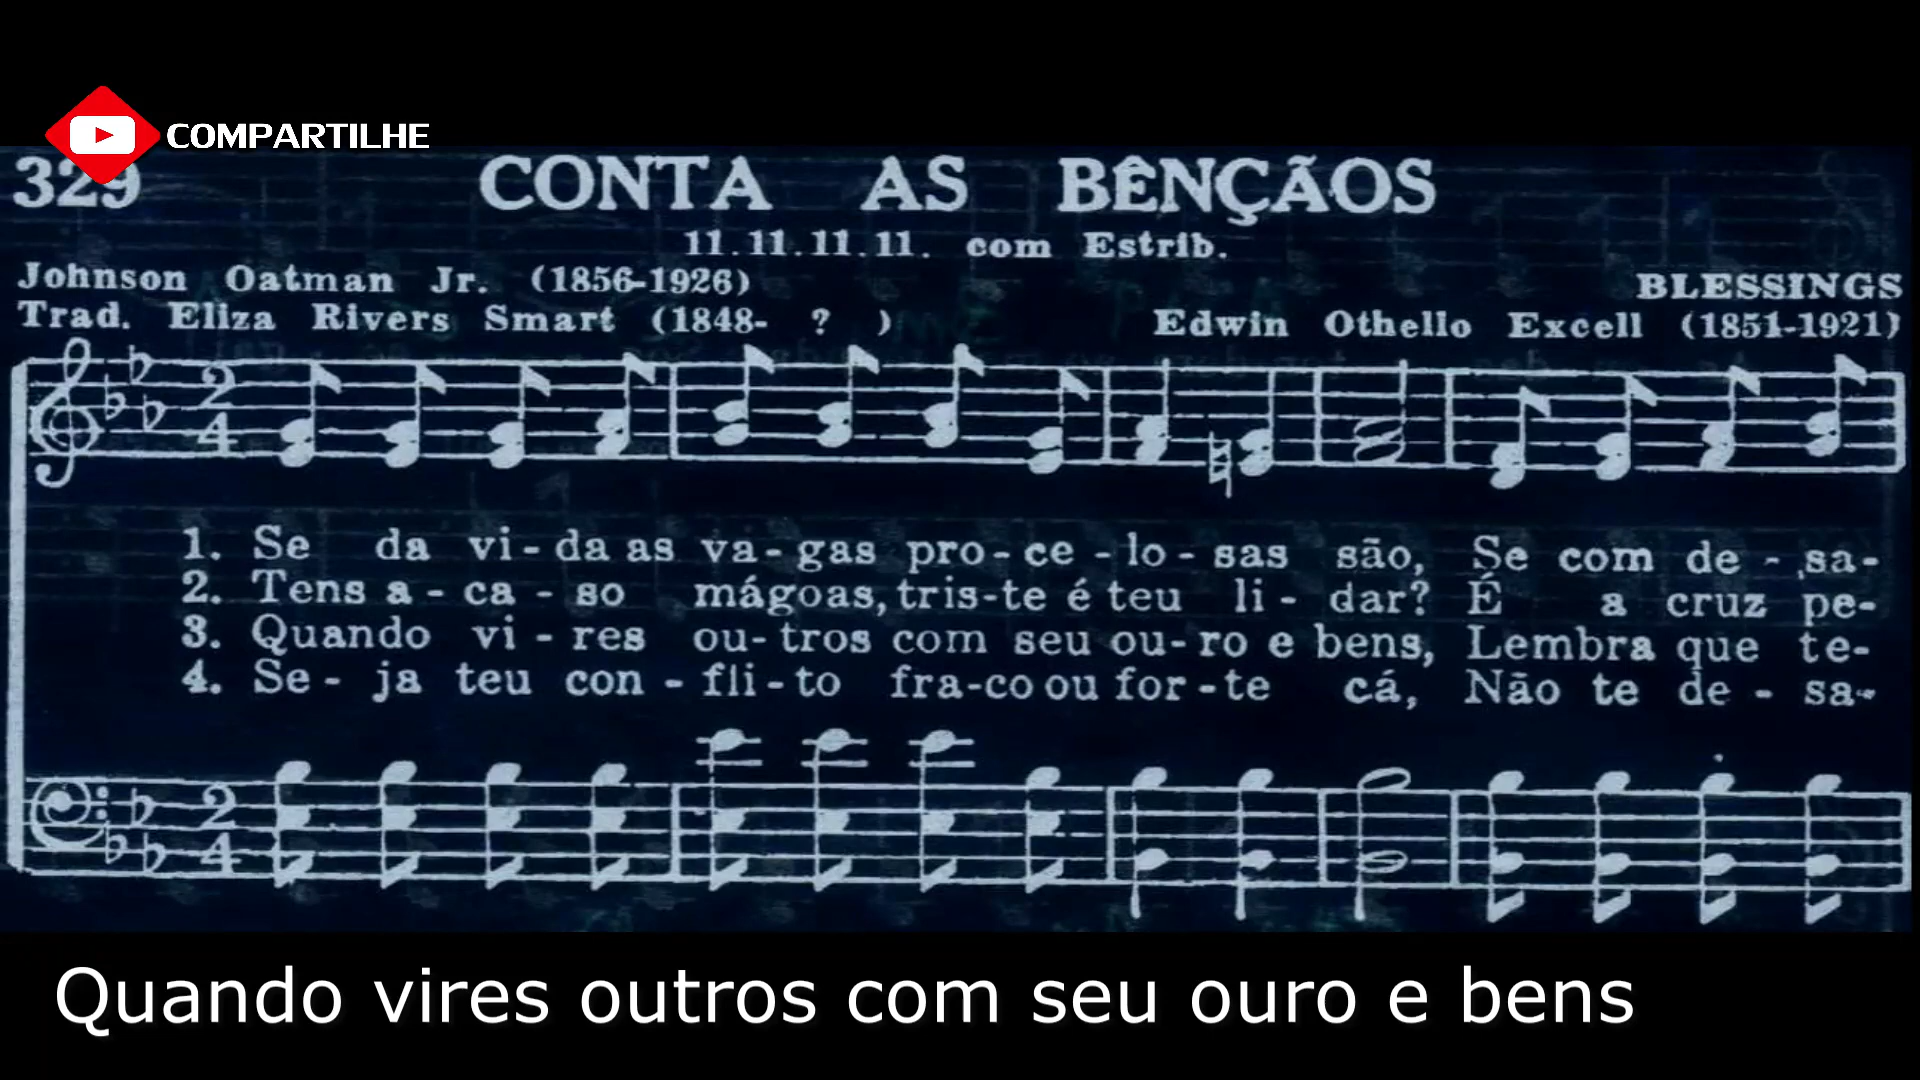 COMPARTILHE
329 CONTA AS BÊNÇÃOS
11.11.11.11. com Estrib.
Johnson Oatman Jr. (1856-1926) BLESSINGS
Trad. Eliza Rivers Smart (1848- ? ) Edwin Othello Excell (1851-1921)
2 4
1. Se da vi-da as va-gas pro-ce-lo-sas são, Se com de-sa-
2. Tens a-ca-so mágoas, tris-te é teu li-dar? É a cruz pe-
3. Quando vi-res ou-tros com seu ou-ro e bens, Lembra que te-
4. Se-ja teu con-fli-to fra-co ou for-te cá, Não te de-sa-
2 4
Quando vires outros com seu ouro e bens